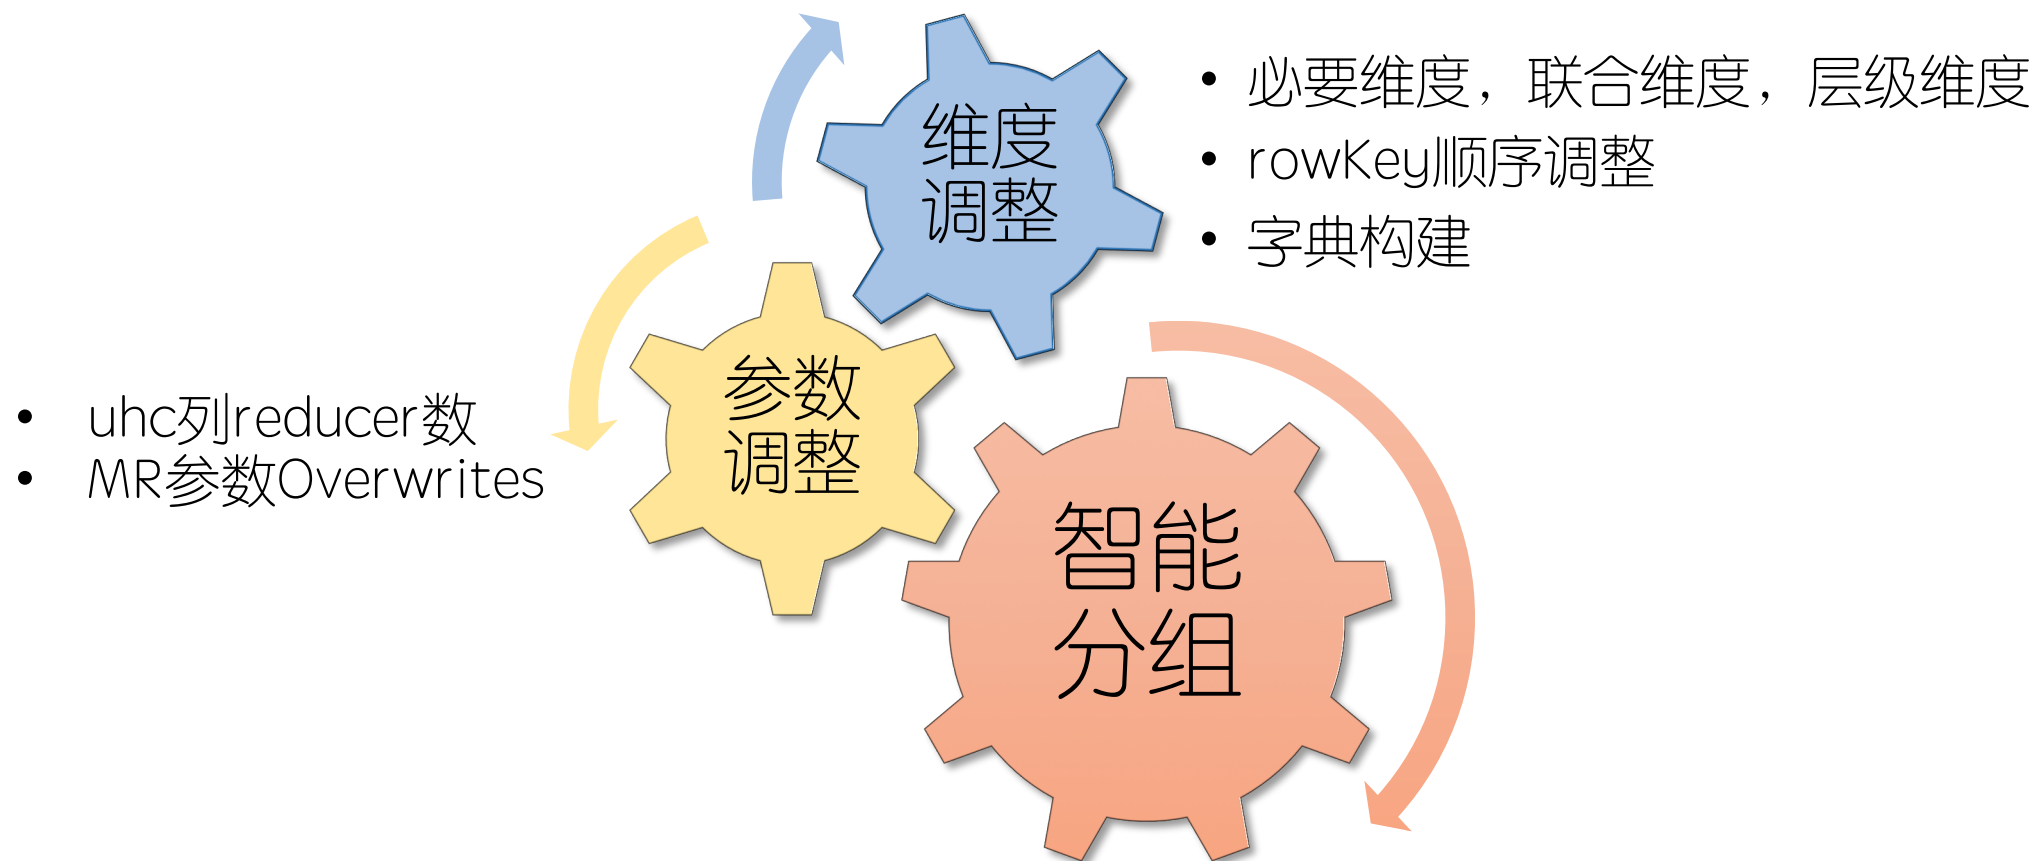 维度
调整
• 必要维度，联合维度，层级维度
• rowKey顺序调整
• 字典构建
参数
调整
• uhc列reducer数
• MR参数Overwrites
智能
分组